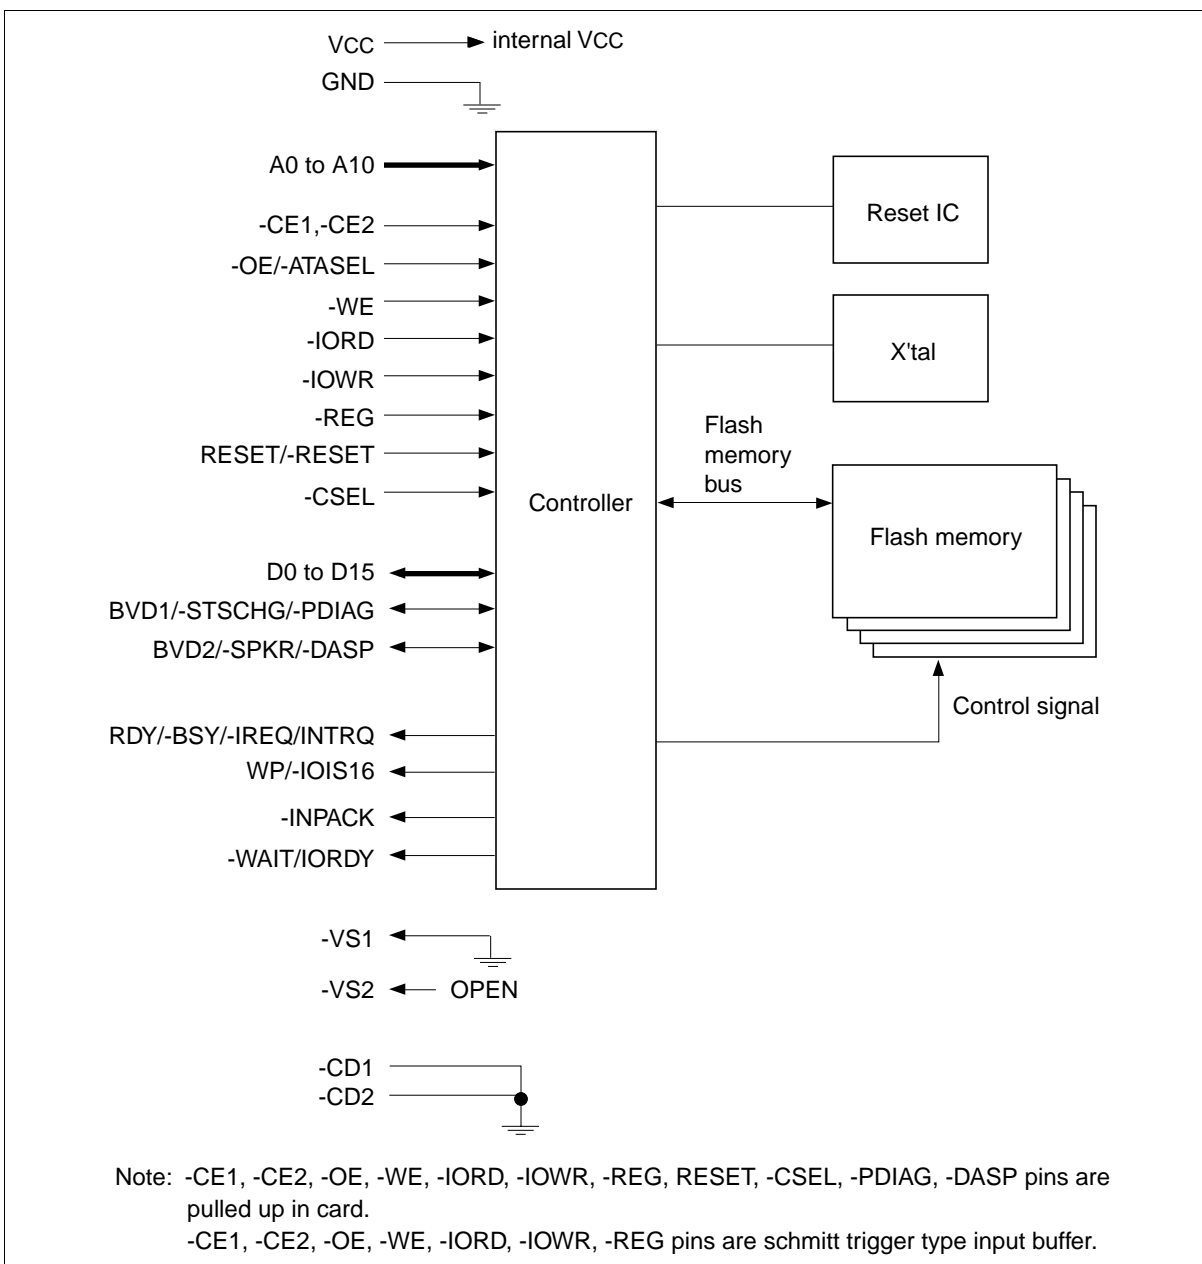 VCC
internal VCC
GND
A0 to A10
-CE1,-CE2
-OE/-ATASEL
-WE
-IORD
-IOWR
-REG
RESET/-RESET
-CSEL
D0 to D15
BVD1/-STSCHG/-PDIAG
BVD2/-SPKR/-DASP
RDY/-BSY/-IREQ/INTRQ
WP/-IOIS16
-INPACK
-WAIT/IORDY
Controller
Reset IC
X'tal
Flash
memory
bus
Flash memory
Control signal
-VS1
-VS2
OPEN
-CD1
-CD2
Note: -CE1, -CE2, -OE, -WE, -IORD, -IOWR, -REG, RESET, -CSEL, -PDIAG, -DASP pins are
pulled up in card.
-CE1, -CE2, -OE, -WE, -IORD, -IOWR, -REG pins are schmitt trigger type input buffer.